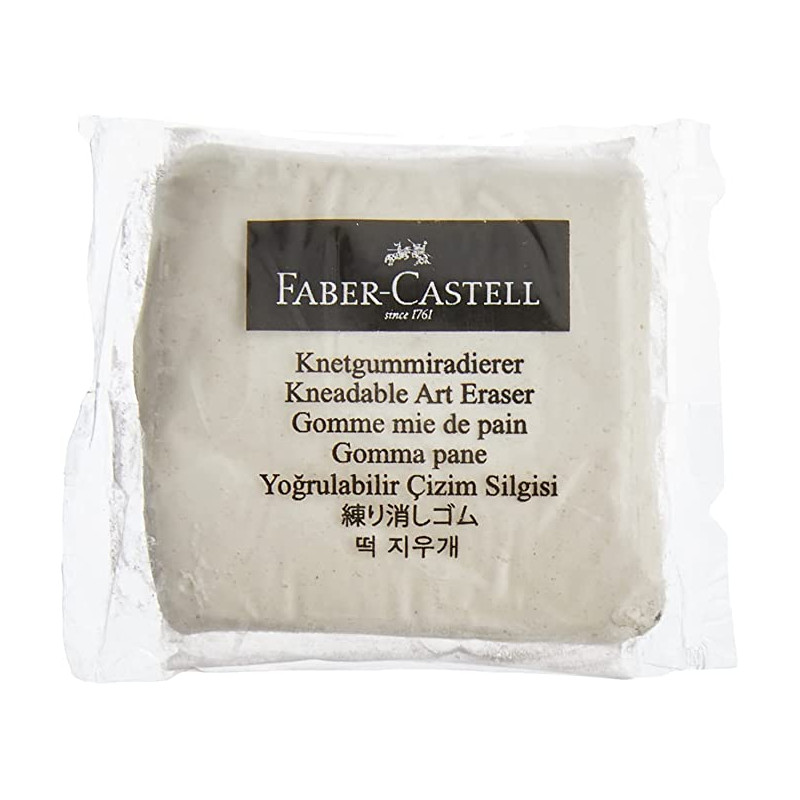 FABER-CASTELL
since 1761
Knetgummiradierer
Kneadable Art Eraser
Gomme mie de pain
Gomma pane
Yoğrulabilir Çizim Silgisi
練り消しゴム
떡 지우개